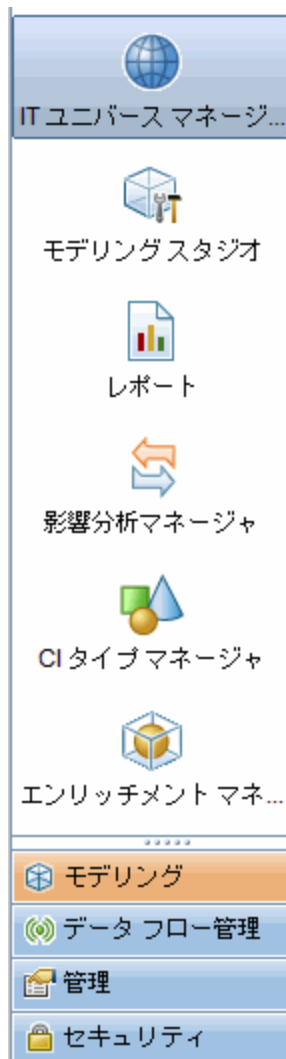 IT ユニバース マネージ...
モデリング スタジオ
レポート
影響分析マネージャ
CI タイプ マネージャ
エンリッチメント マネ...
モデリング
データ フロー管理
管理
セキュリティ